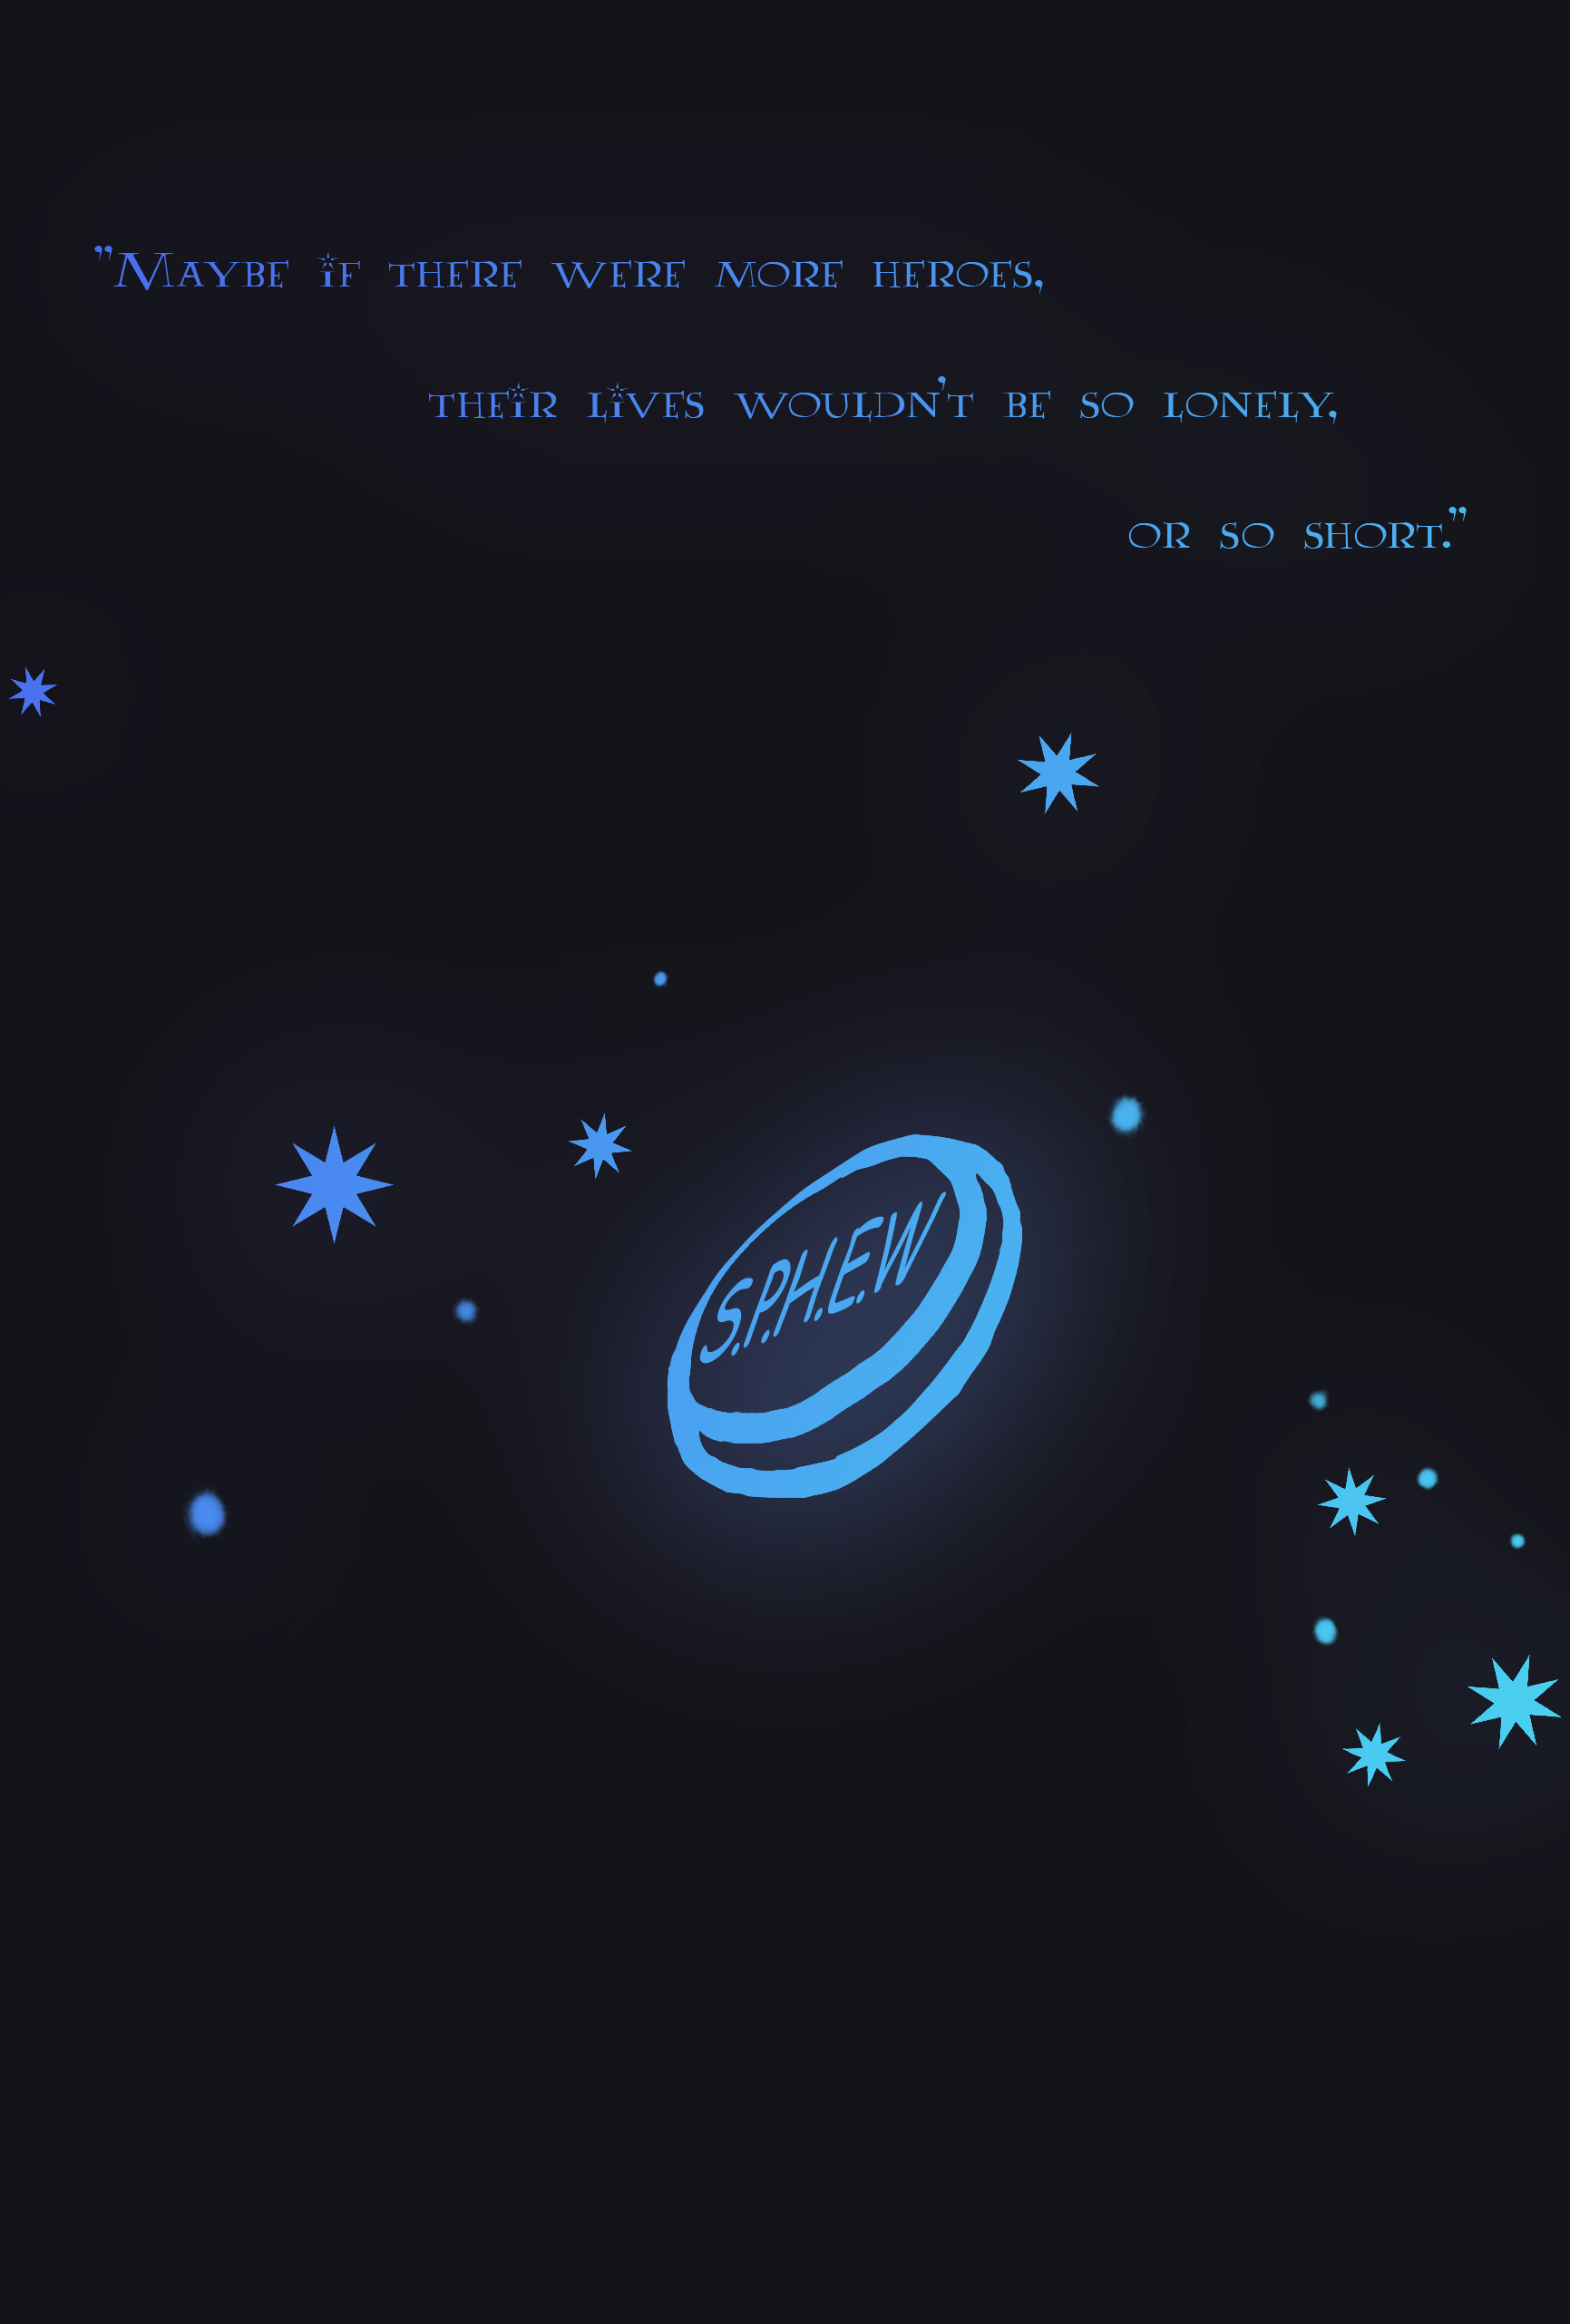 ”Maybe if there were more heroes,
their lives wouldn’t be so lonely,
or so short.”
S.P.H.E.W